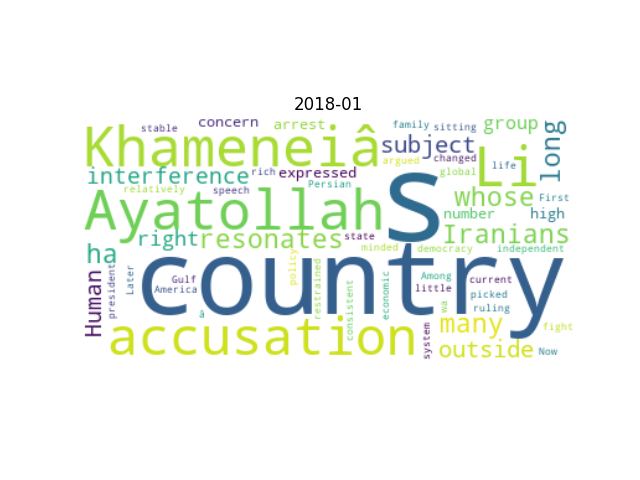 2018-01
stable concern arrest family sitting group
Khameneiâ subject Li long
argued changed life
interference rich expressed global
relatively speech Persian whose First
Ayatollah s number high
ha right resonates state Iranians
minded democracy independent
Human president Later Gulf policy
America country Among current
little picked
restrained consistent economic wa ruling
â
accusation system many fight
outside Now